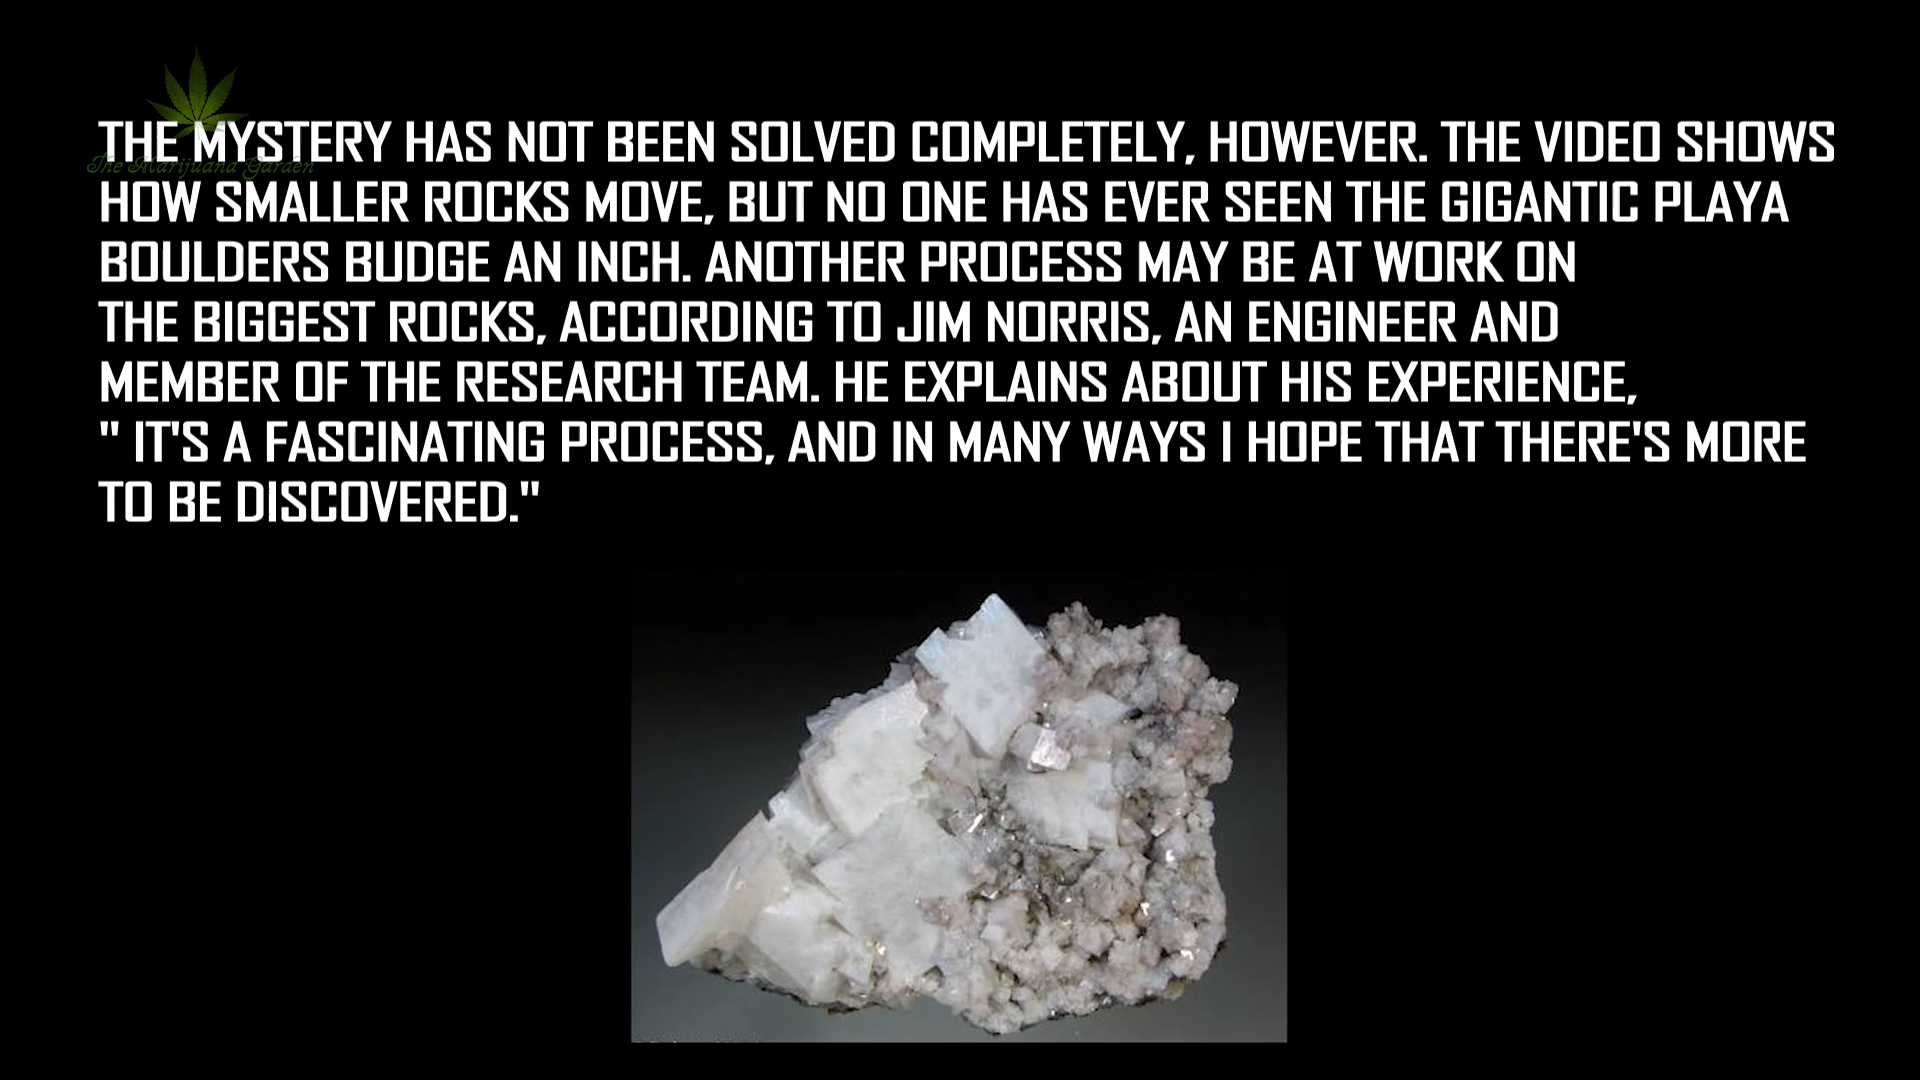 The Marijuana Garden
THE MYSTERY HAS NOT BEEN SOLVED COMPLETELY, HOWEVER. THE VIDEO SHOWS
HOW SMALLER ROCKS MOVE, BUT NO ONE HAS EVER SEEN THE GIGANTIC PLAYA
BOULDERS BUDGE AN INCH. ANOTHER PROCESS MAY BE AT WORK ON
THE BIGGEST ROCKS, ACCORDING TO JIM NORRIS, AN ENGINEER AND
MEMBER OF THE RESEARCH TEAM. HE EXPLAINS ABOUT HIS EXPERIENCE,
" IT'S A FASCINATING PROCESS, AND IN MANY WAYS I HOPE THAT THERE'S MORE
TO BE DISCOVERED."